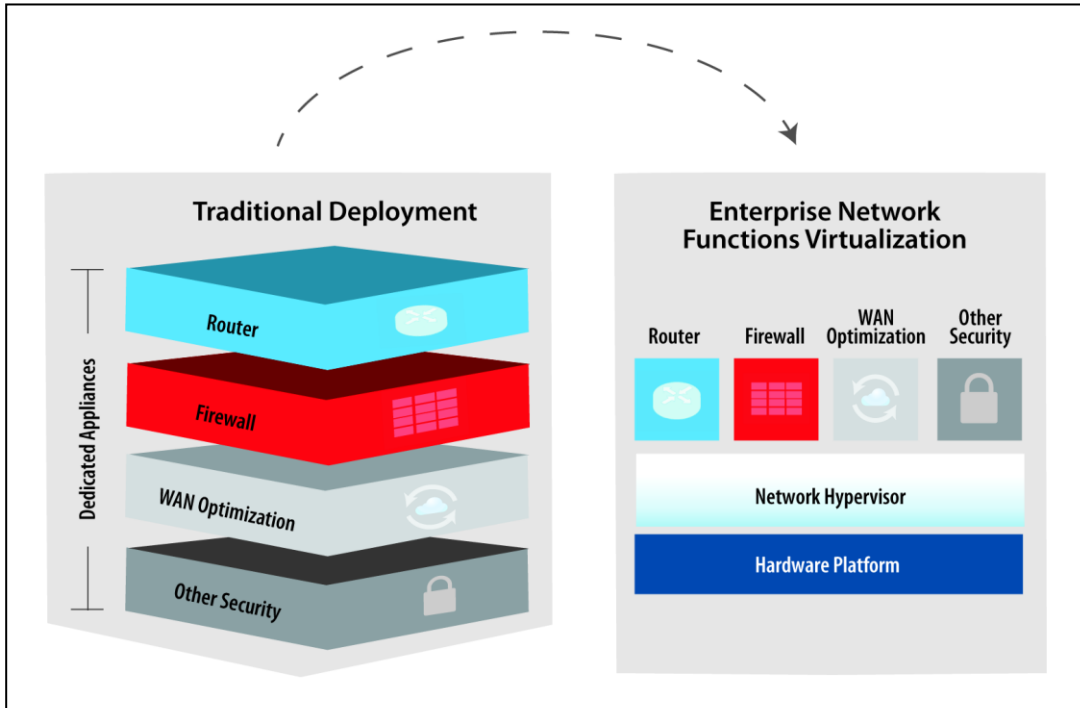 Traditional Deployment
Dedicated Appliances
Router
Firewall
WAN Optimization
Other Security
Enterprise Network
Functions Virtualization
Router
Firewall
WAN
Optimization
Other
Security
Network Hypervisor
Hardware Platform